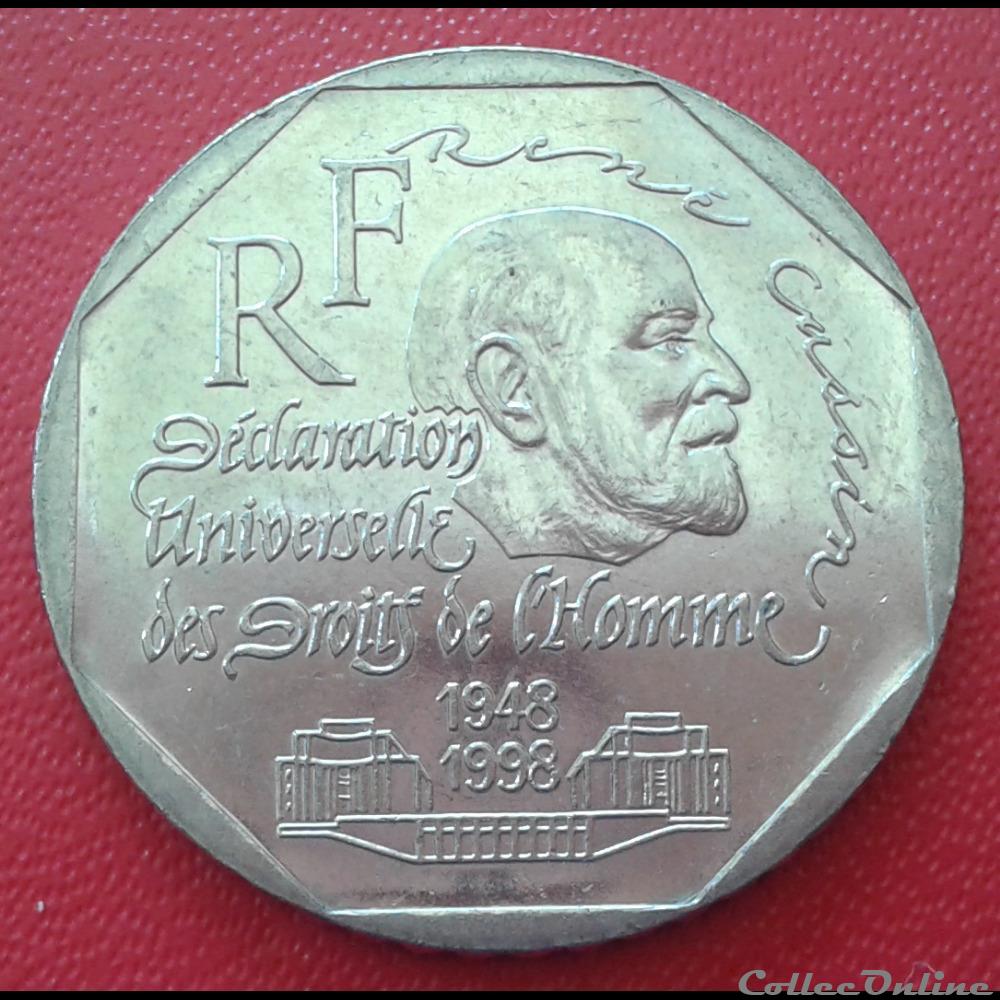 RF
René Cassin
Déclaration
Universelle
des Droits de l'Homme
1948
1998
CollecOnline